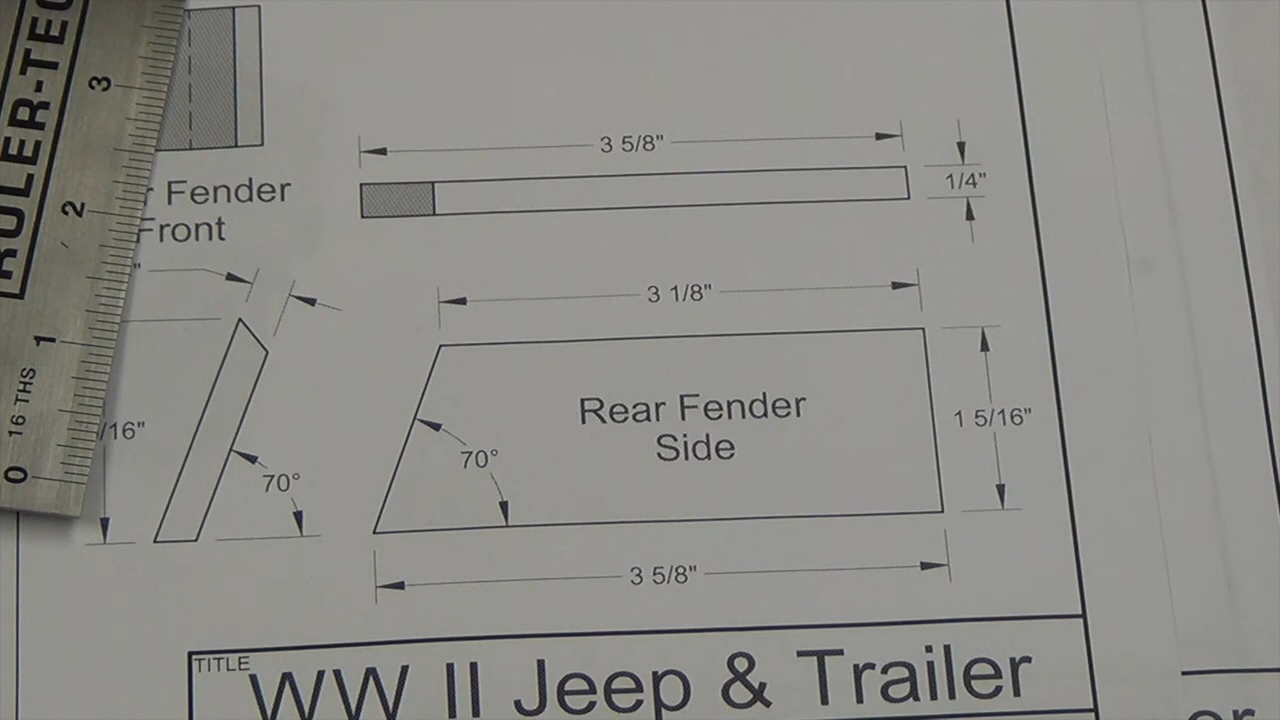 RULER-TEC
3
2
1
0
16 THS
Fender
Front
/16"
70°
3 5/8"
1/4"
3 1/8"
Rear Fender
Side
70°
1 5/16"
3 5/8"
TITLE
WW II Jeep & Trailer